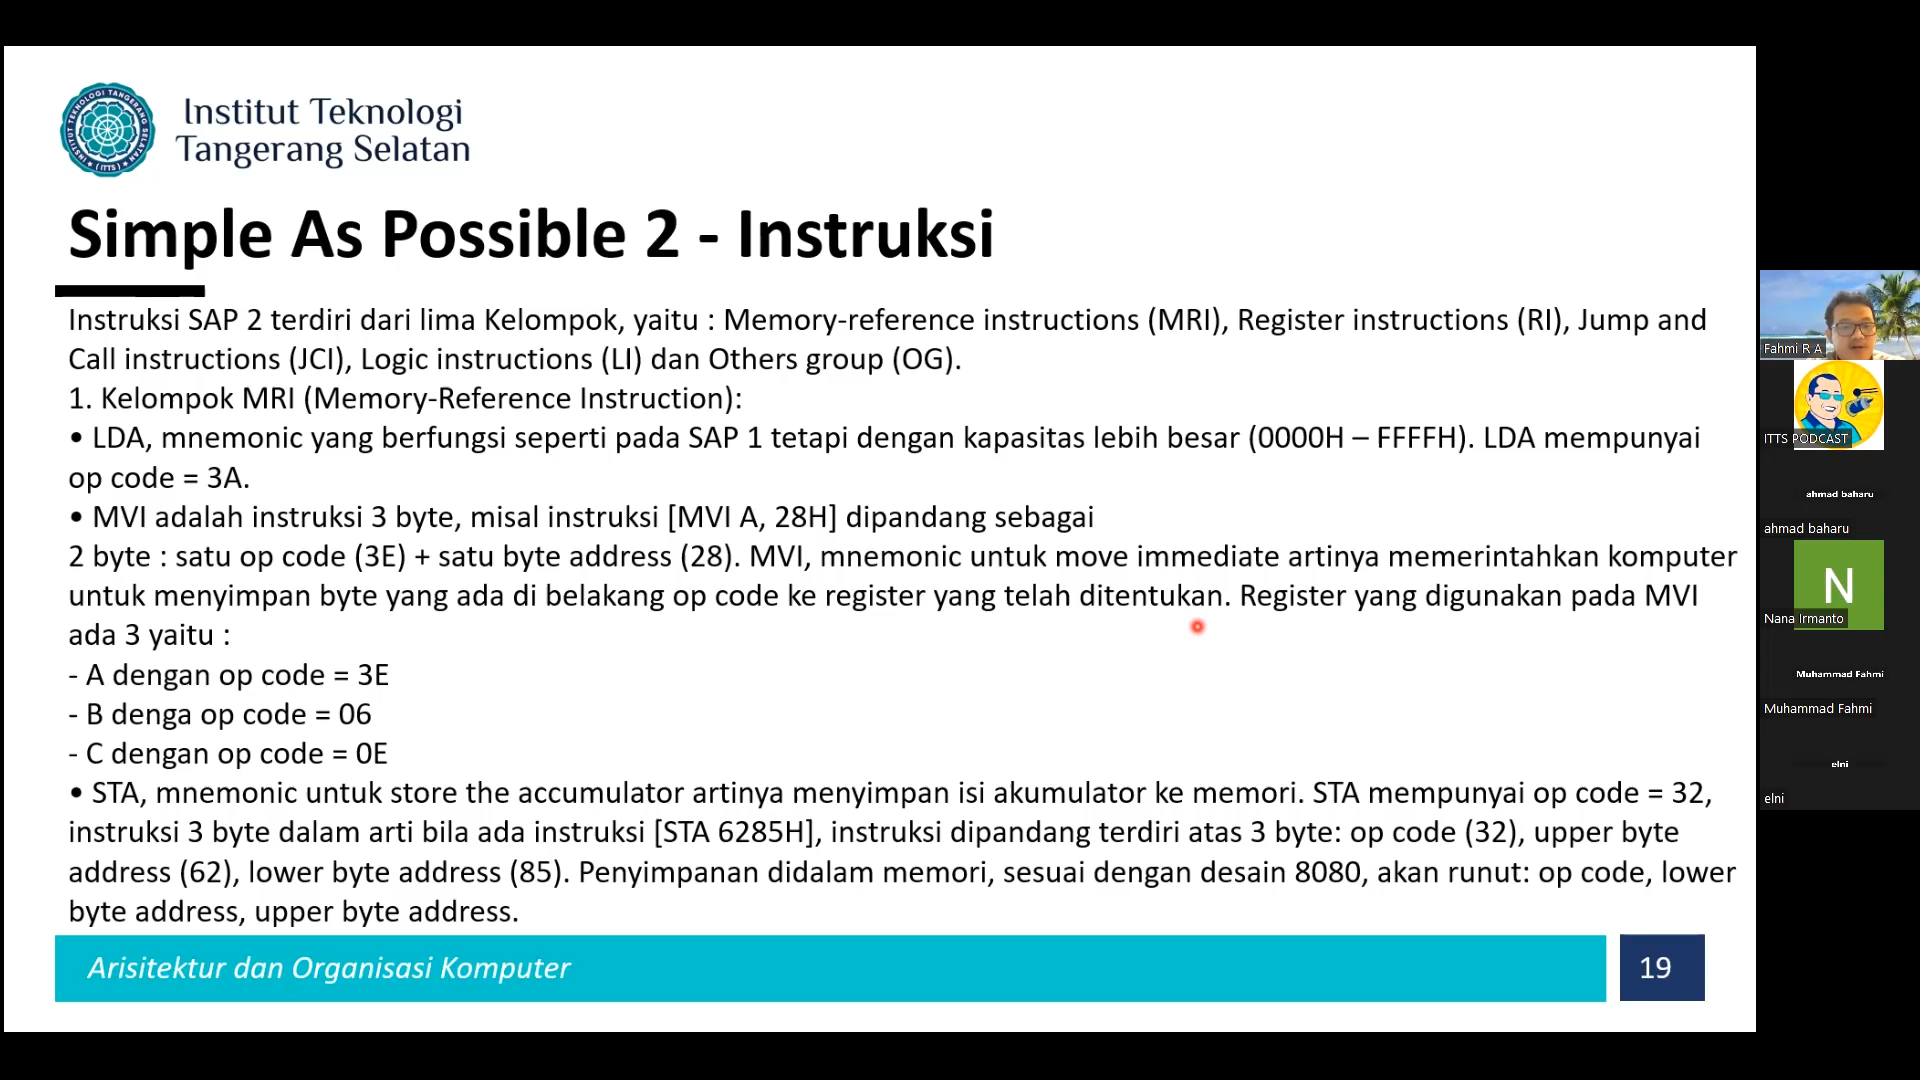 Institut Teknologi
Tangerang Selatan
INSTITUT TEKNOLOGI TANGERANG SELATAN
(ITTS)
Simple As Possible 2 - Instruksi
Instruksi SAP 2 terdiri dari lima Kelompok, yaitu : Memory-reference instructions (MRI), Register instructions (RI), Jump and
Call instructions (JCI), Logic instructions (LI) dan Others group (OG).
1. Kelompok MRI (Memory-Reference Instruction):
• LDA, mnemonic yang berfungsi seperti pada SAP 1 tetapi dengan kapasitas lebih besar (0000H – FFFFH). LDA mempunyai
op code = 3A.
• MVI adalah instruksi 3 byte, misal instruksi [MVI A, 28H] dipandang sebagai
2 byte : satu op code (3E) + satu byte address (28). MVI, mnemonic untuk move immediate artinya memerintahkan komputer
untuk menyimpan byte yang ada di belakang op code ke register yang telah ditentukan. Register yang digunakan pada MVI
ada 3 yaitu :
- A dengan op code = 3E
- B denga op code = 06
- C dengan op code = 0E
• STA, mnemonic untuk store the accumulator artinya menyimpan isi akumulator ke memori. STA mempunyai op code = 32,
instruksi 3 byte dalam arti bila ada instruksi [STA 6285H], instruksi dipandang terdiri atas 3 byte: op code (32), upper byte
address (62), lower byte address (85). Penyimpanan didalam memori, sesuai dengan desain 8080, akan runut: op code, lower
byte address, upper byte address.
Arisitektur dan Organisasi Komputer
19
Fahmi R A
ITTS PODCAST
ahmad baharu
ahmad baharu
N
Nana Irmanto
Muhammad Fahmi
Muhammad Fahmi
elni
elni